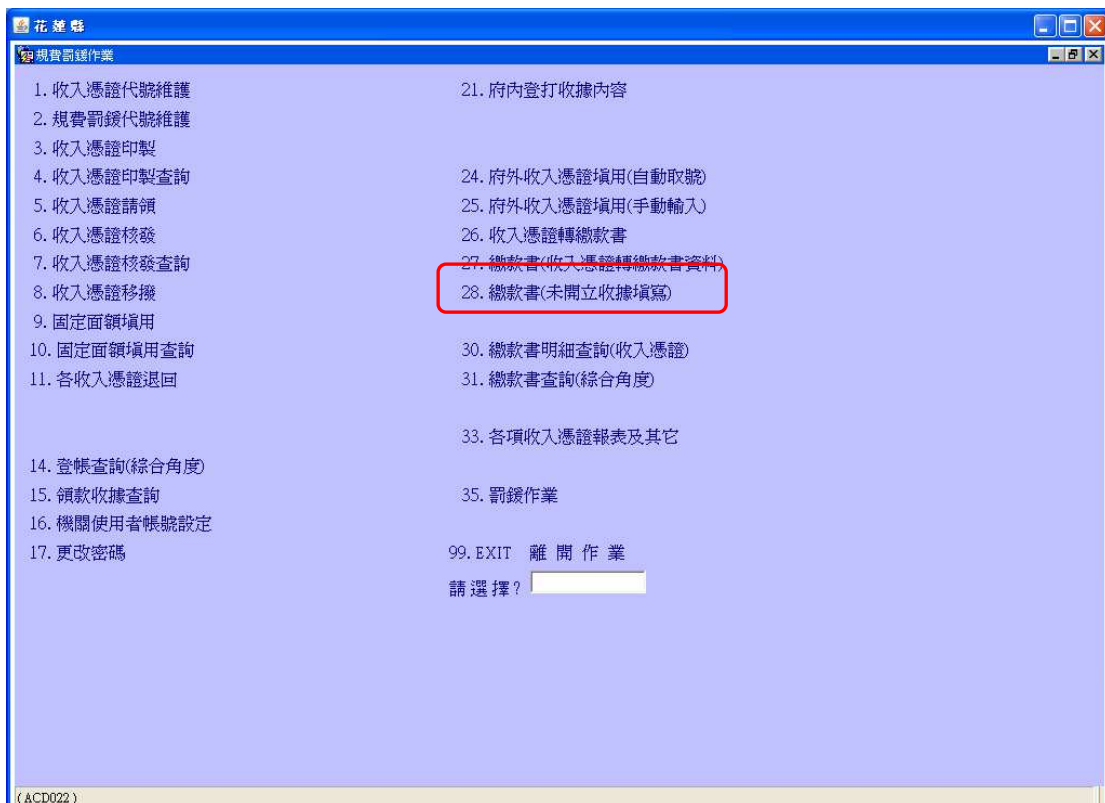 花蓮縣
規費罰鍰作業
1. 收入憑證代號維護
2. 規費罰鍰代號維護
3. 收入憑證印製
4. 收入憑證印製查詢
5. 收入憑證請領
6. 收入憑證核發
7. 收入憑證核發查詢
8. 收入憑證移撥
9. 固定面額填用
10. 固定面額填用查詢
11. 各收入憑證退回
14. 登帳查詢(綜合角度)
15. 領款收據查詢
16. 機關使用者帳號設定
17. 更改密碼
21. 府內登打收據內容
24. 府外收入憑證填用(自動取號)
25. 府外收入憑證填用(手動輸入)
26. 收入憑證轉繳款書
27. 繳款書(收入憑證轉繳款書資料)
28. 繳款書(未開立收據填寫)
30. 繳款書明細查詢(收入憑證)
31. 繳款書查詢(綜合角度)
33. 各項收入憑證報表及其它
35. 罰鍰作業
99. EXIT 離 開 作 業
請選擇?
(ACD022)